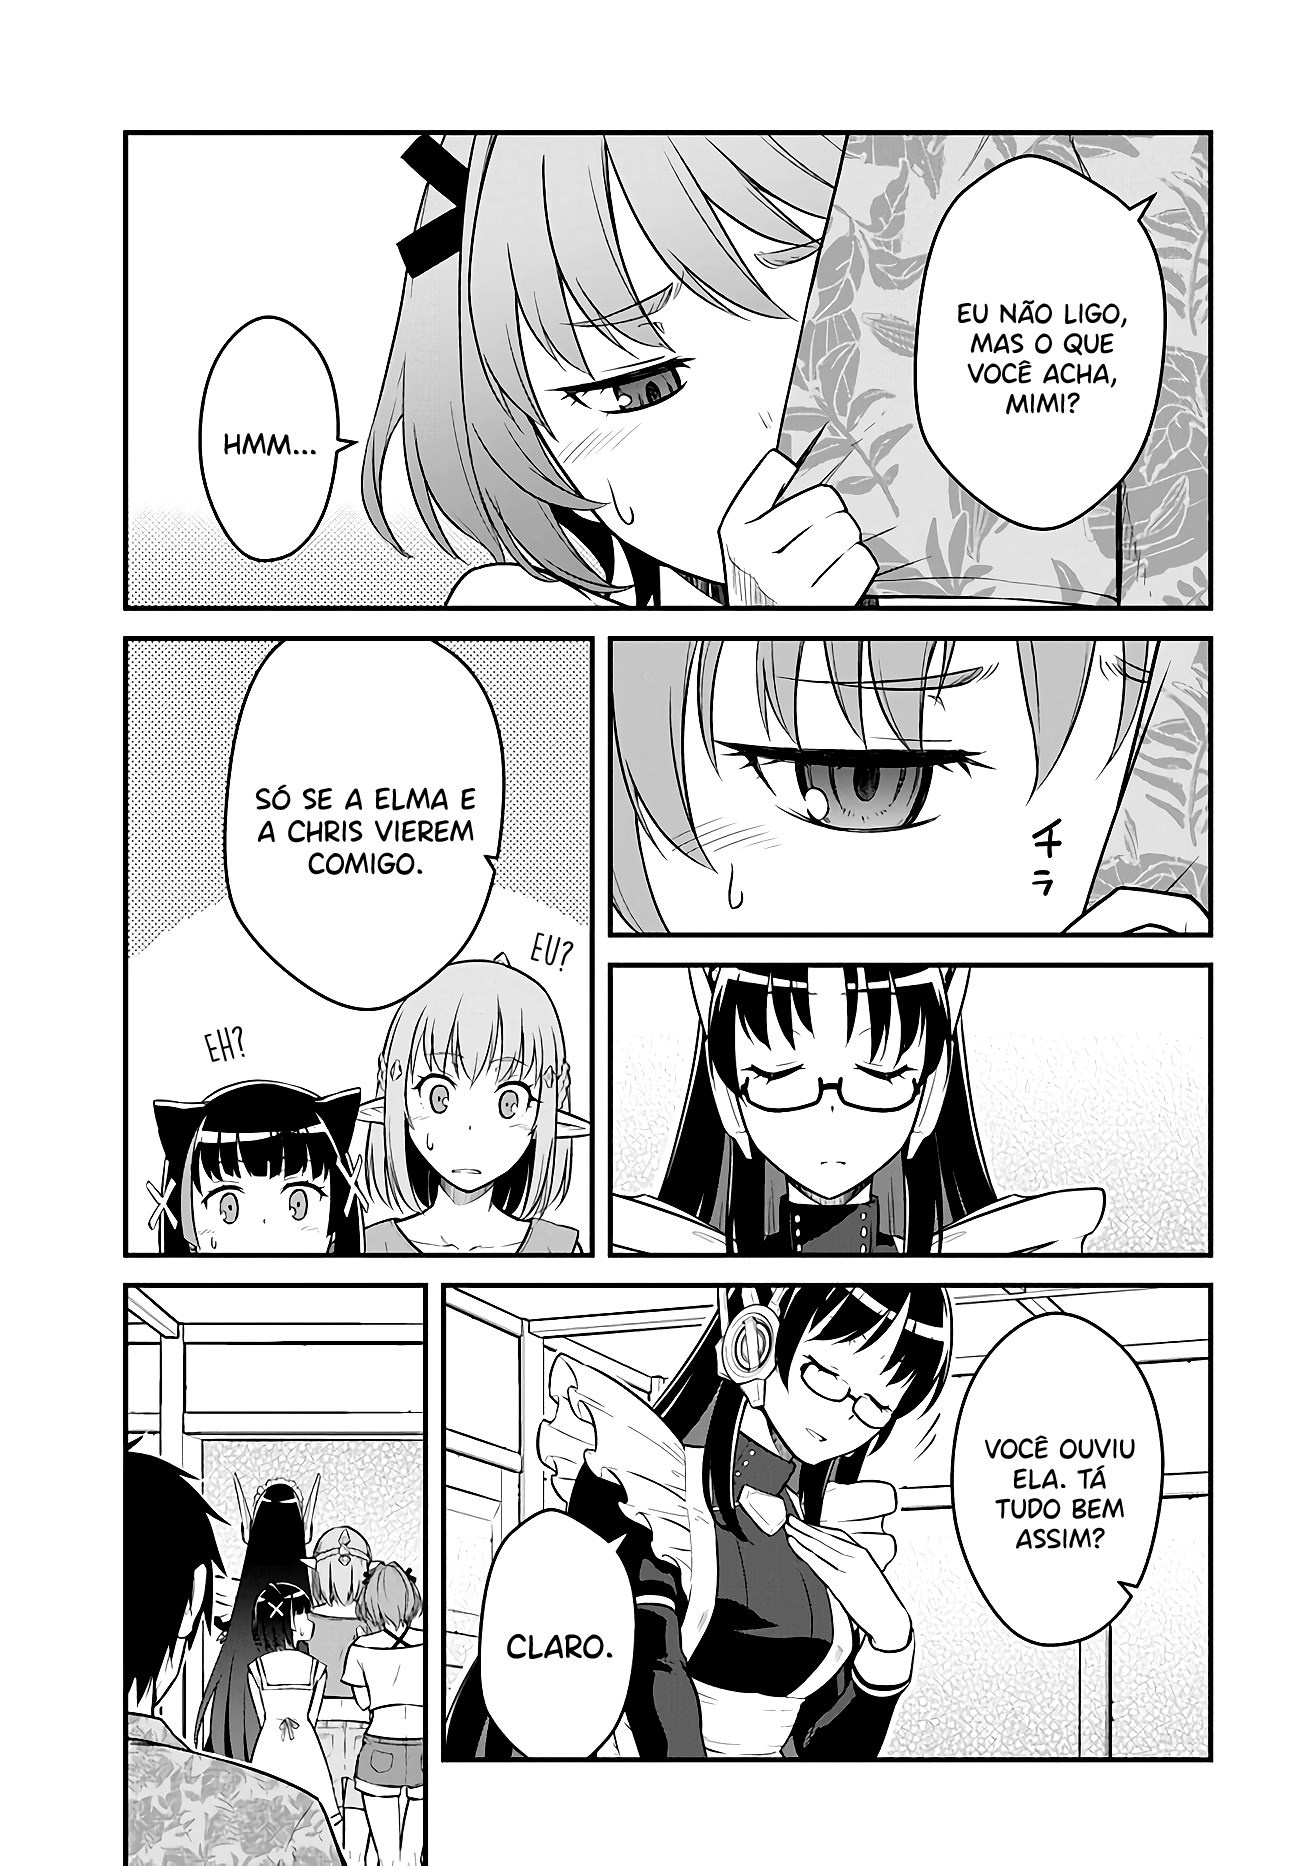 EU NÃO LIGO,
MAS O QUE
VOCÊ ACHA,
MIMI?
HMM...
チラ
SÓ SE A ELMA E
A CHRIS VIEREM
COMIGO.
EU?
EH?
VOCÊ OUVIU
ELA. TÁ
TUDO BEM
ASSIM?
CLARO.